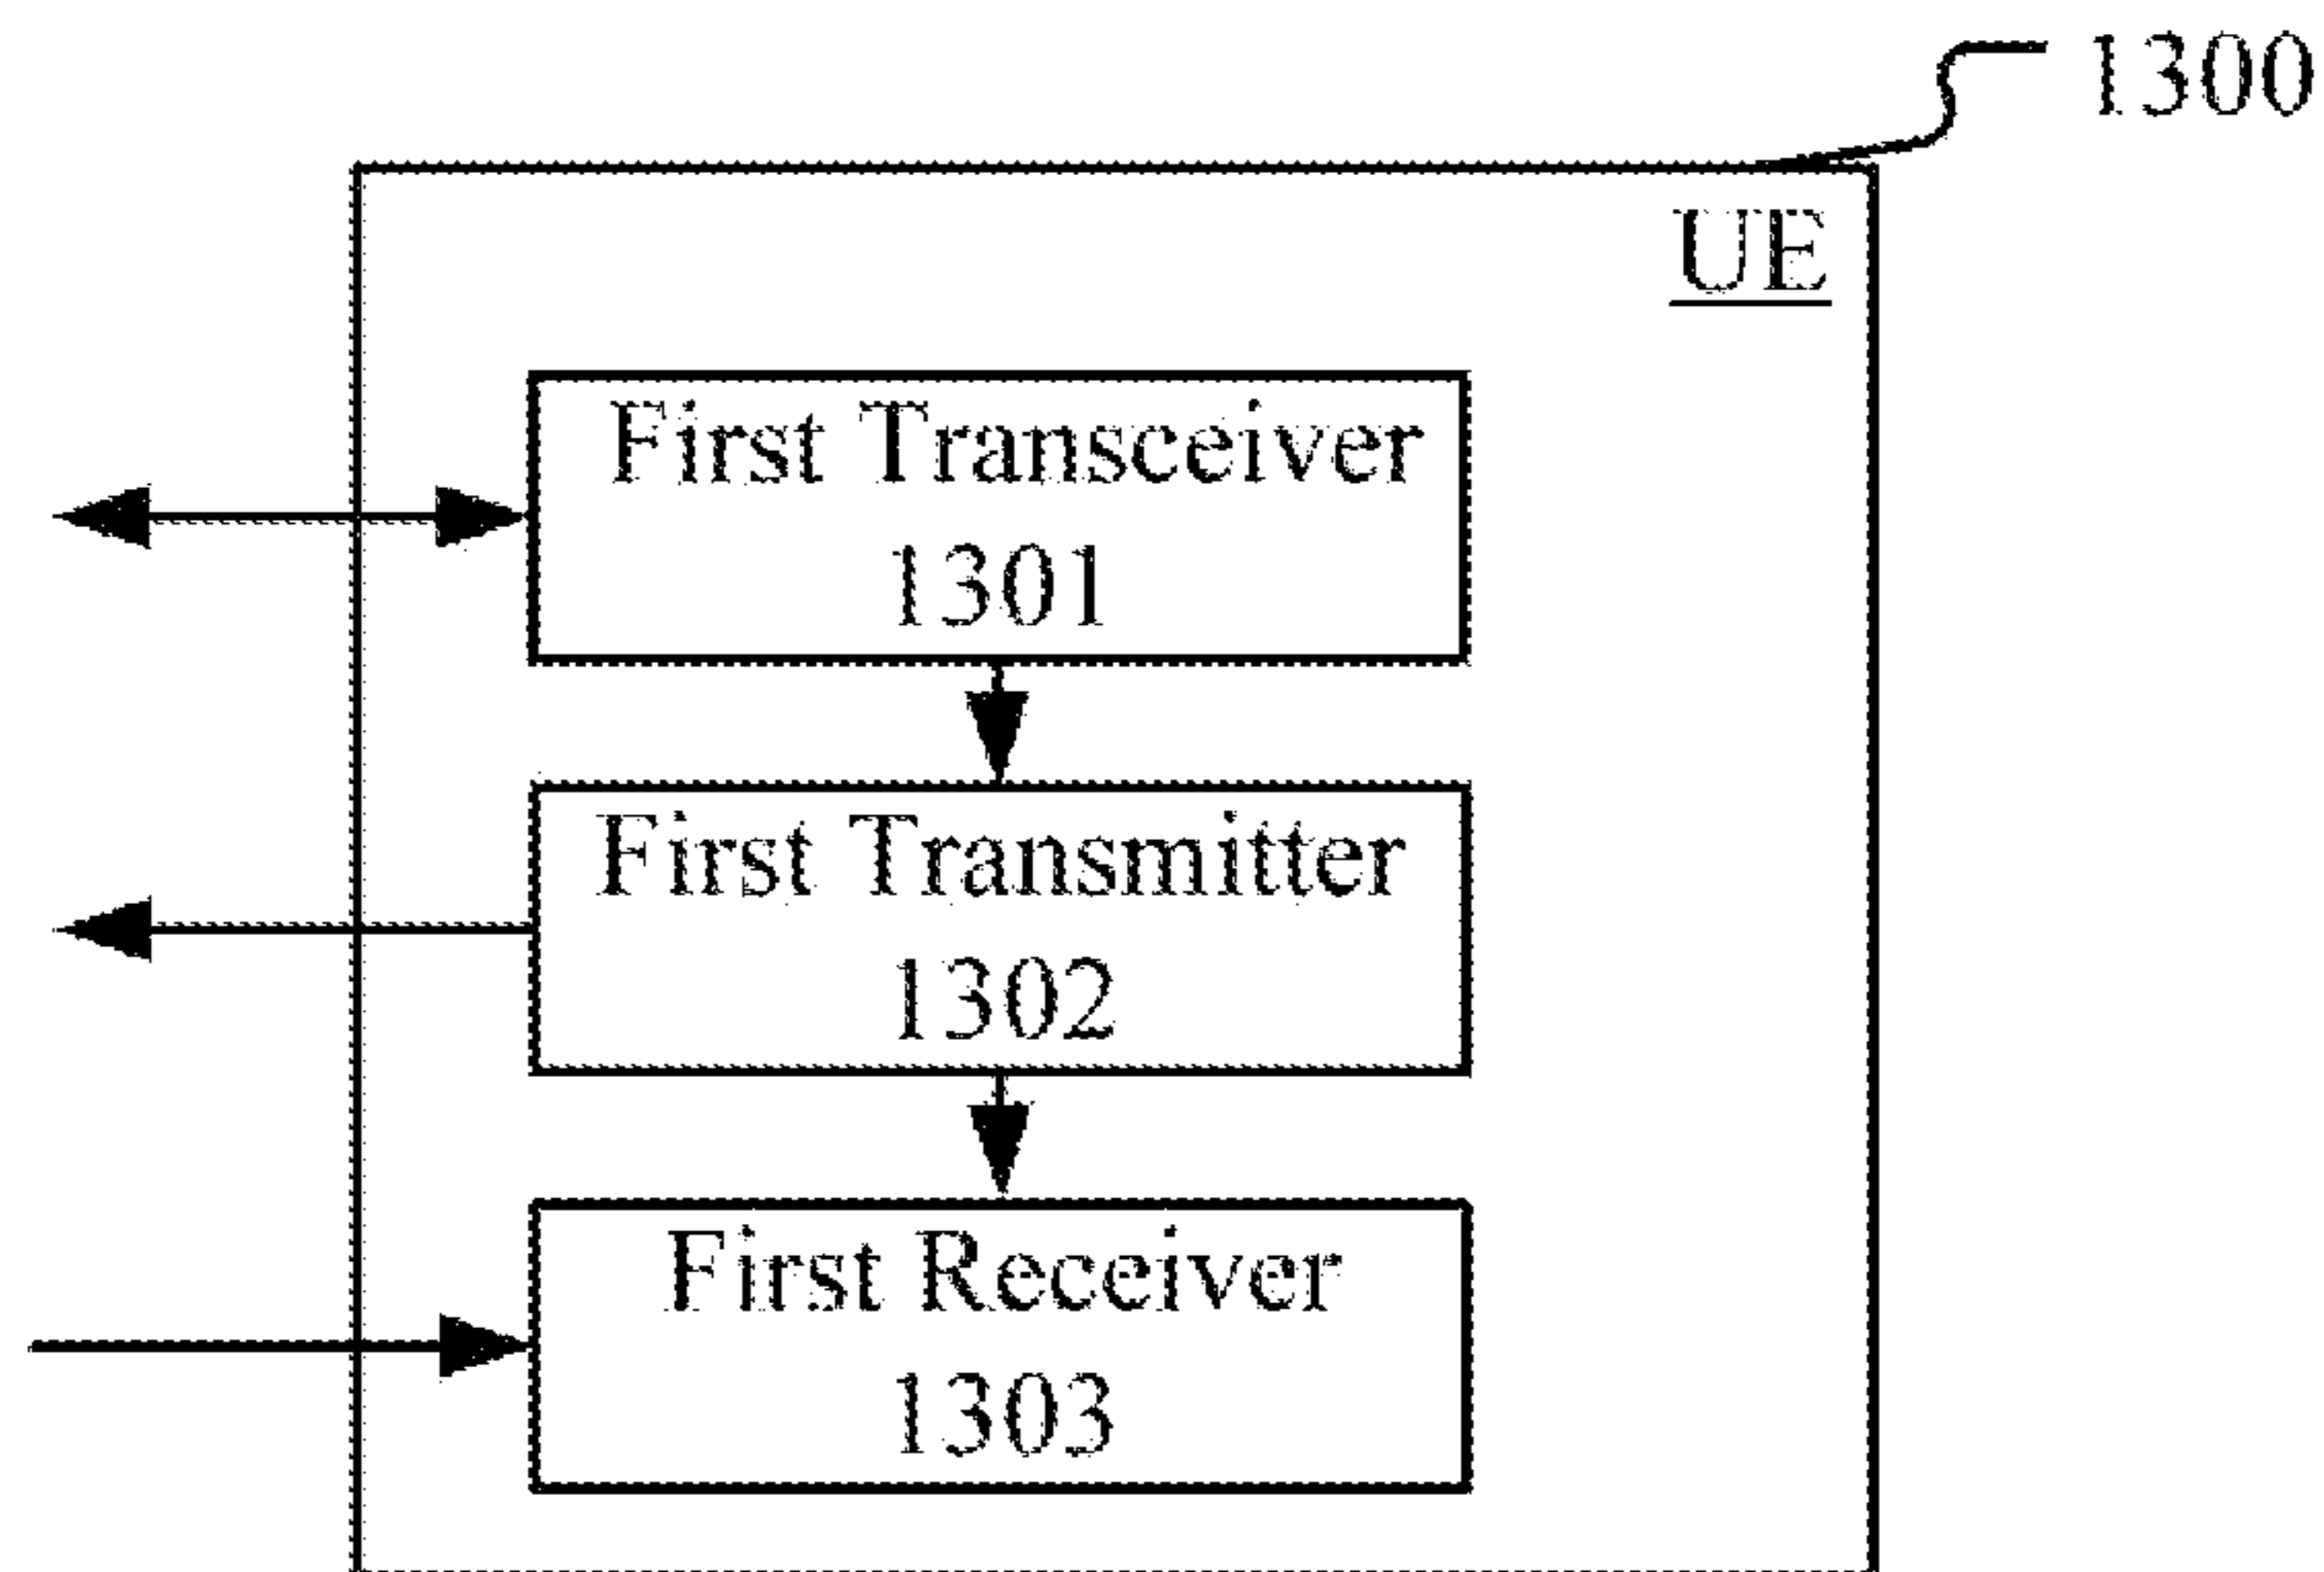 1300
UE
First Transceiver
1301
First Transmitter
1302
First Receiver
1303